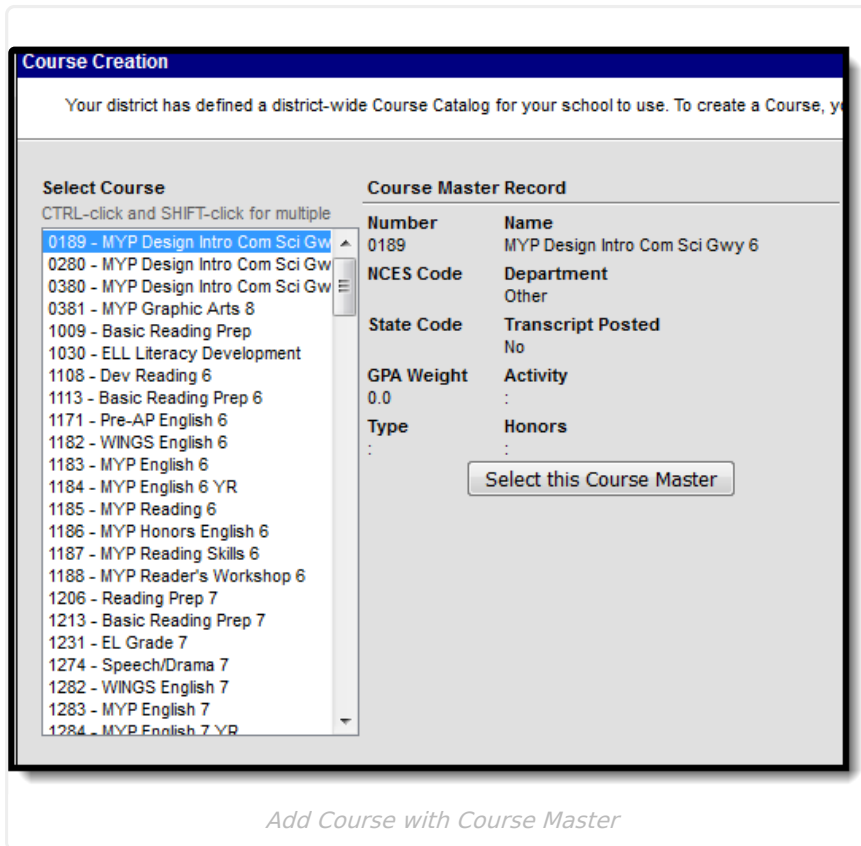 Course Creation
Your district has defined a district-wide Course Catalog for your school to use. To create a Course,
Select Course
CTRL-click and SHIFT-click for multiple
0189 - MYP Design Intro Com Sci Gw
0280 - MYP Design Intro Com Sci Gw
0380 - MYP Design Intro Com Sci Gw
0381 - MYP Graphic Arts 8
1009 - Basic Reading Prep
1030 - ELL Literacy Development
1108 - Dev Reading 6
1113 - Basic Reading Prep 6
1171 - Pre-AP English 6
1182 - WINGS English 6
1183 - MYP English 6
1184 - MYP English 6 YR
1185 - MYP Reading 6
1186 - MYP Honors English 6
1187 - MYP Reading Skills 6
1188 - MYP Reader's Workshop 6
1206 - Reading Prep 7
1213 - Basic Reading Prep 7
1231 - EL Grade 7
1274 - Speech/Drama 7
1282 - WINGS English 7
1283 - MYP English 7
1284 - MYP English 7 YR
Course Master Record
Number Name
0189 MYP Design Intro Com Sci Gwy 6
NCES Code Department
Other
State Code Transcript Posted
No
GPA Weight Activity
0.0 :
Type Honors
: :
Select this Course Master
Add Course with Course Master